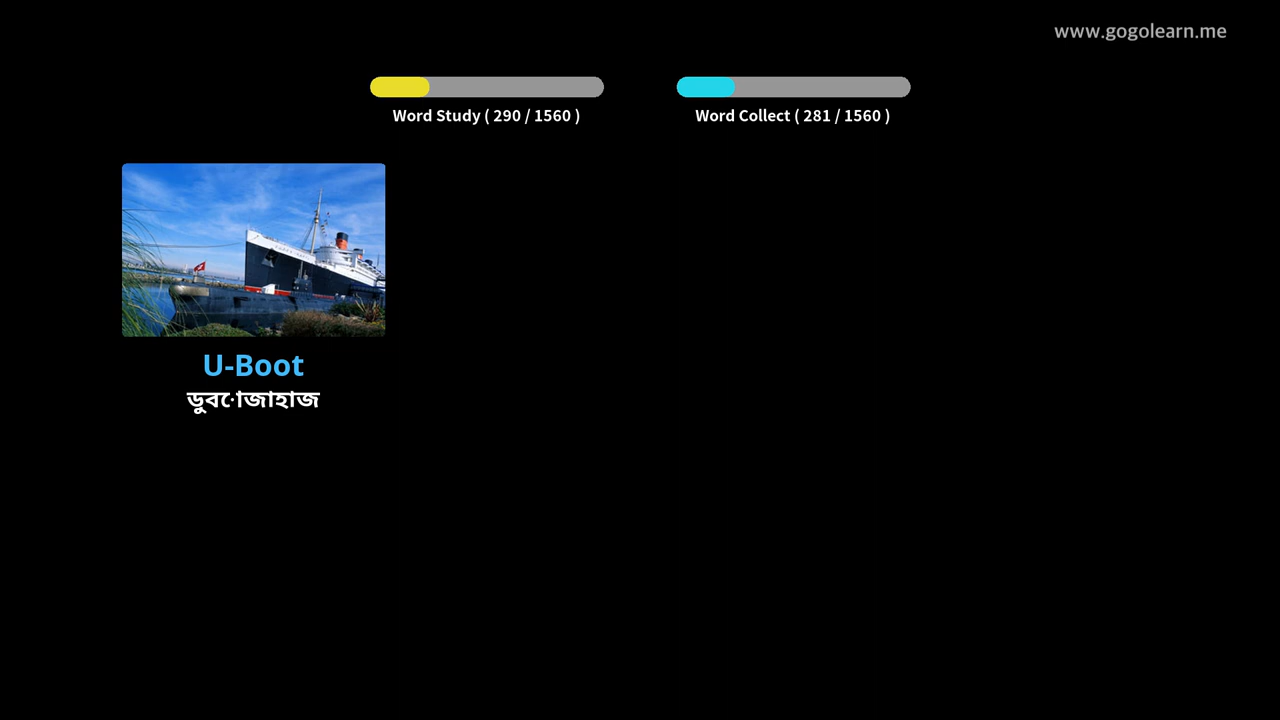 www.gogolearn.me
Word Study ( 290 / 1560 )
Word Collect ( 281 / 1560 )
U-Boot
ডুবোজাহাজ